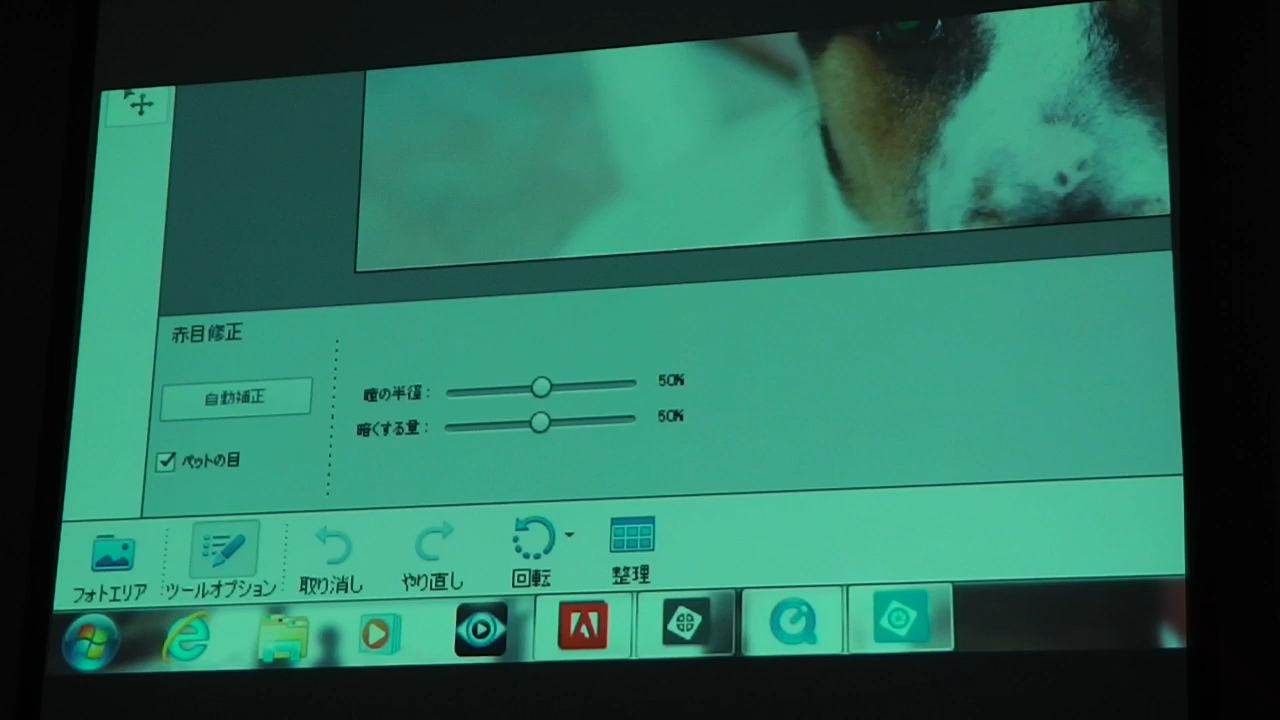 赤目修正
自動補正
ペットの目
瞳の半径: 50%
暗くする量: 50%
フォトエリア
ツールオプション
取り消し
やり直し
回転
整理